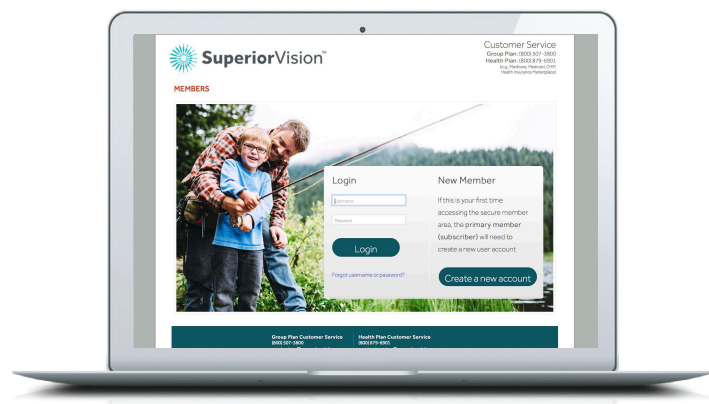 SuperiorVision™
Customer Service
Group Plan: (800) 507-3800
Health Plan: (800) 879-6901
(e.g., Medicare, Medicaid, CHIP,
Health Insurance Marketplace)
MEMBERS
Login
Username
Password
Login
Forgot username or password?
New Member
If this is your first time
accessing the secure member
area, the primary member
(subscriber) will need to
create a new user account
Create a new account
Group Plan Customer Service
(800) 507-3800
Health Plan Customer Service
(800) 879-6901